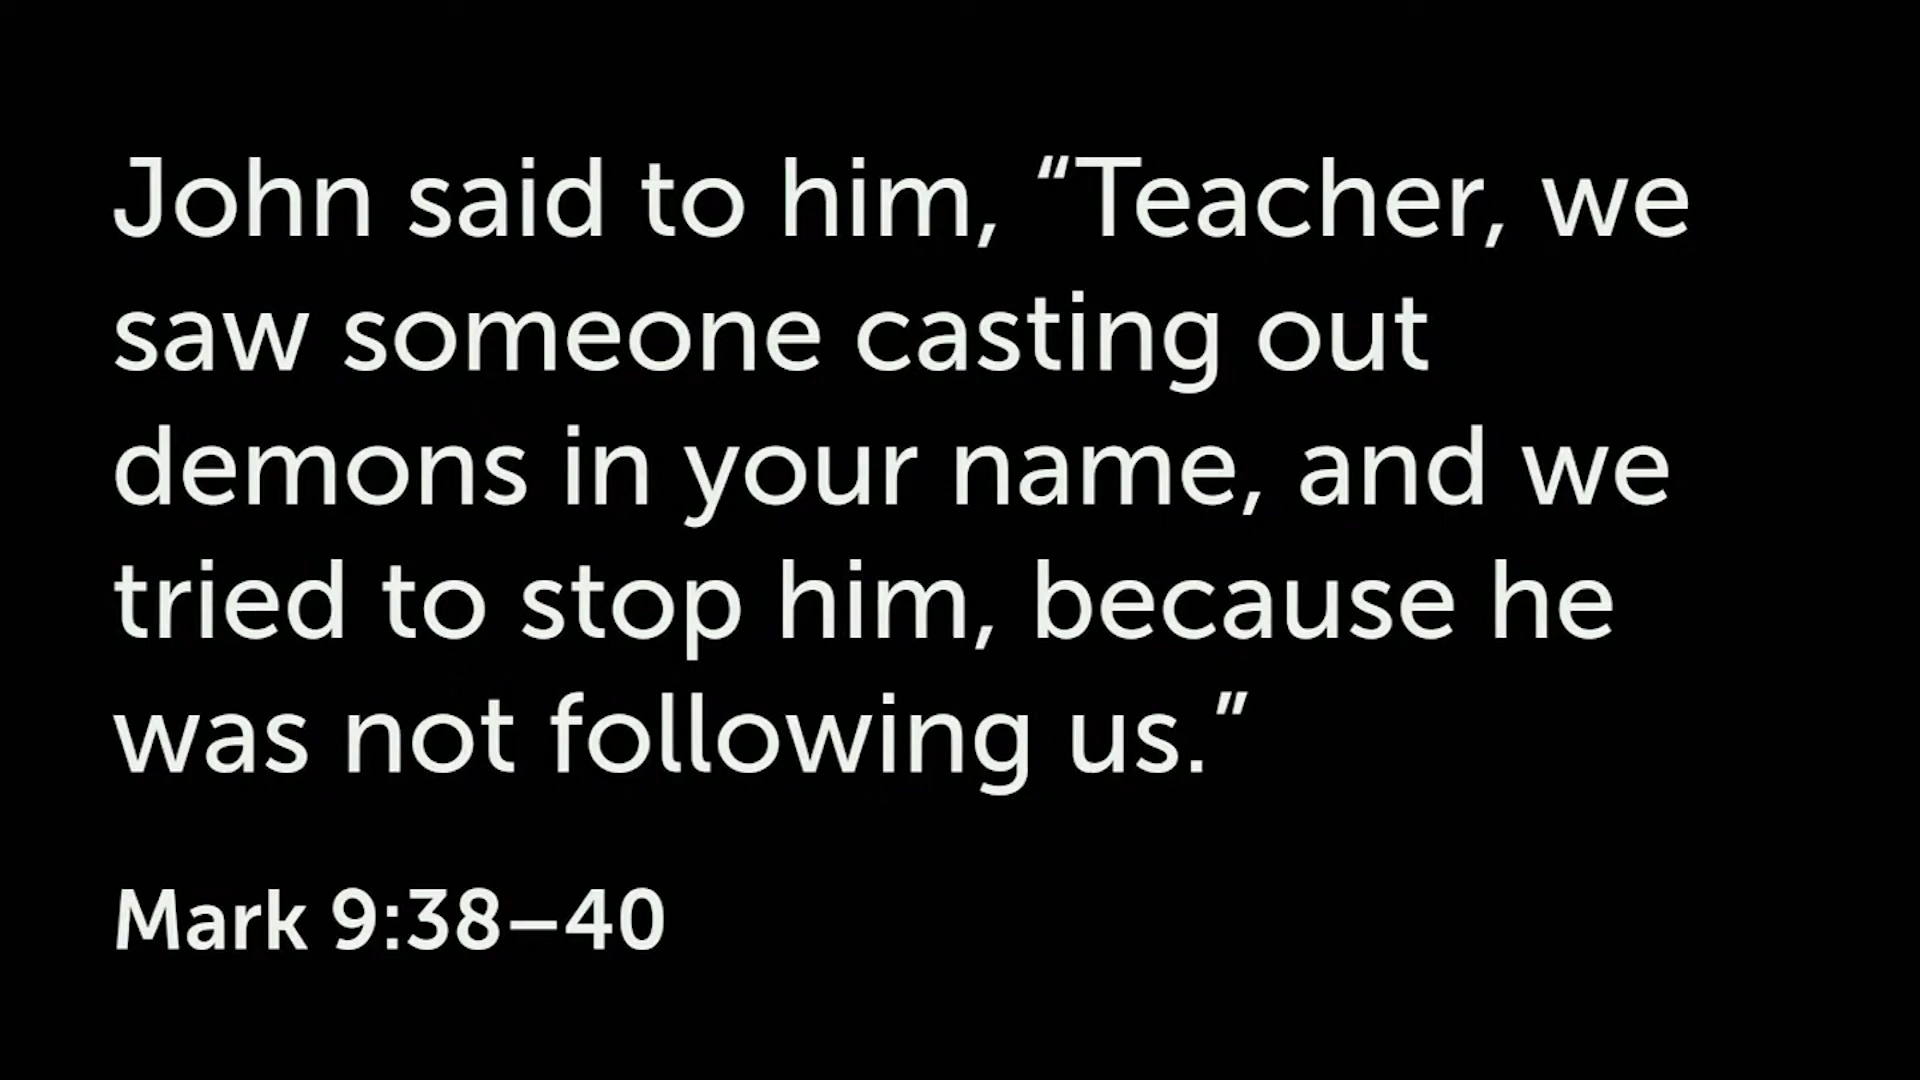 John said to him, “Teacher, we
saw someone casting out
demons in your name, and we
tried to stop him, because he
was not following us.”
Mark 9:38–40